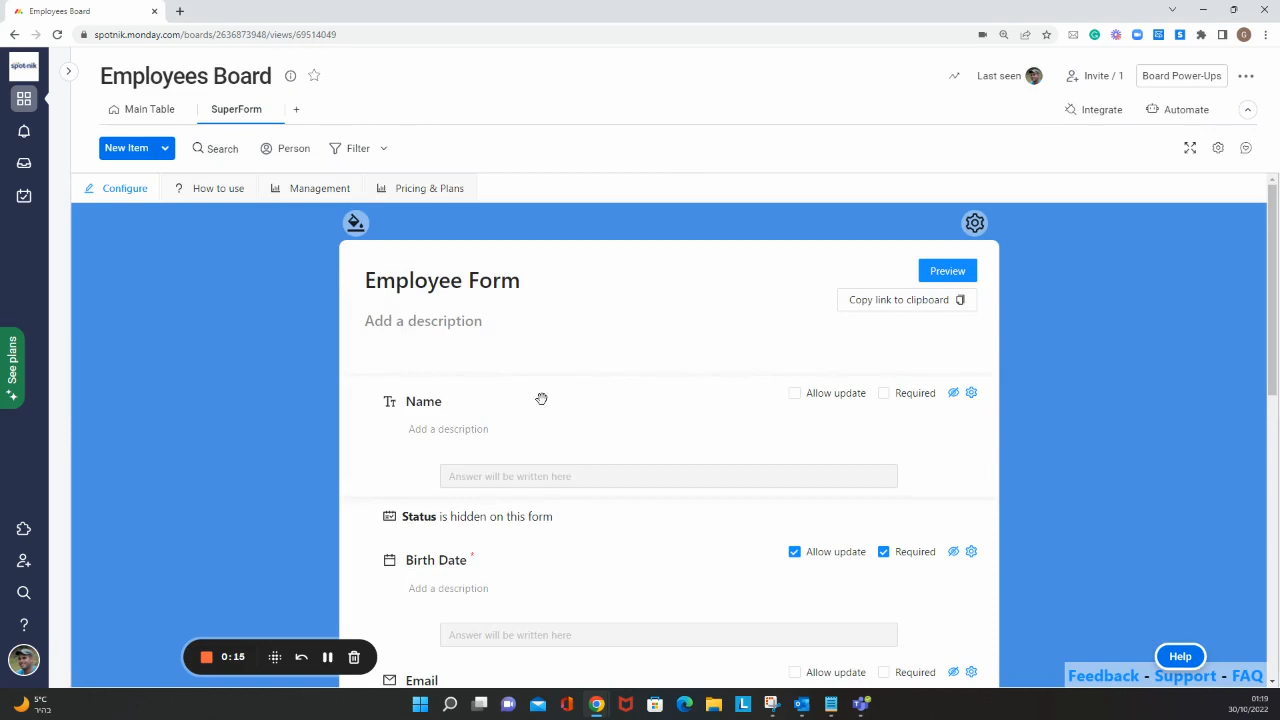 Employees Board
spotnik.monday.com/boards/2636873948/views/69514049
spot-nik
Employees Board
Last seen
Invite / 1
Board Power-Ups
Main Table
SuperForm
Integrate
Automate
New Item
Search
Person
Filter
Configure
? How to use
Management
Pricing & Plans
Employee Form
Preview
Copy link to clipboard
Add a description
See plans
Name
Allow update
Required
Add a description
Answer will be written here
Status is hidden on this form
Birth Date *
Allow update
Required
Add a description
Answer will be written here
0:15
Email
Allow update
Required
Help
Feedback - Support - FAQ
5°C
בהיר
01:19
30/10/2022